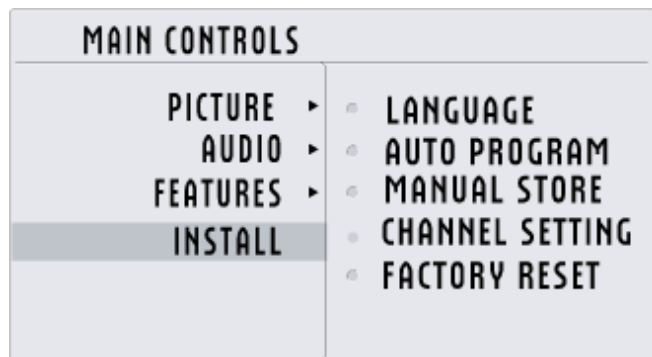 MAIN CONTROLS
PICTURE
AUDIO
FEATURES
INSTALL
LANGUAGE
AUTO PROGRAM
MANUAL STORE
CHANNEL SETTING
FACTORY RESET